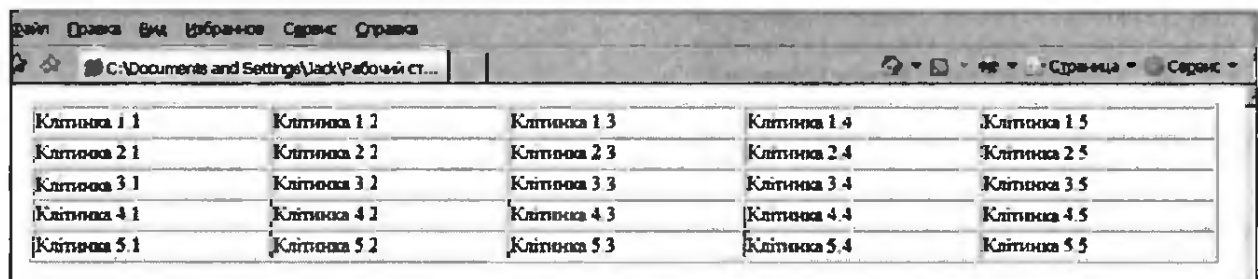 Файл Правка Вид Избранное Сервис Справка
C:\Documents and Settings\Jack\Рабочий ст... Страница Сервис
Клітинка 1.1 Клітинка 1.2 Клітинка 1.3 Клітинка 1.4 Клітинка 1.5
Клітинка 2.1 Клітинка 2.2 Клітинка 2.3 Клітинка 2.4 Клітинка 2.5
Клітинка 3.1 Клітинка 3.2 Клітинка 3.3 Клітинка 3.4 Клітинка 3.5
Клітинка 4.1 Клітинка 4.2 Клітинка 4.3 Клітинка 4.4 Клітинка 4.5
Клітинка 5.1 Клітинка 5.2 Клітинка 5.3 Клітинка 5.4 Клітинка 5.5